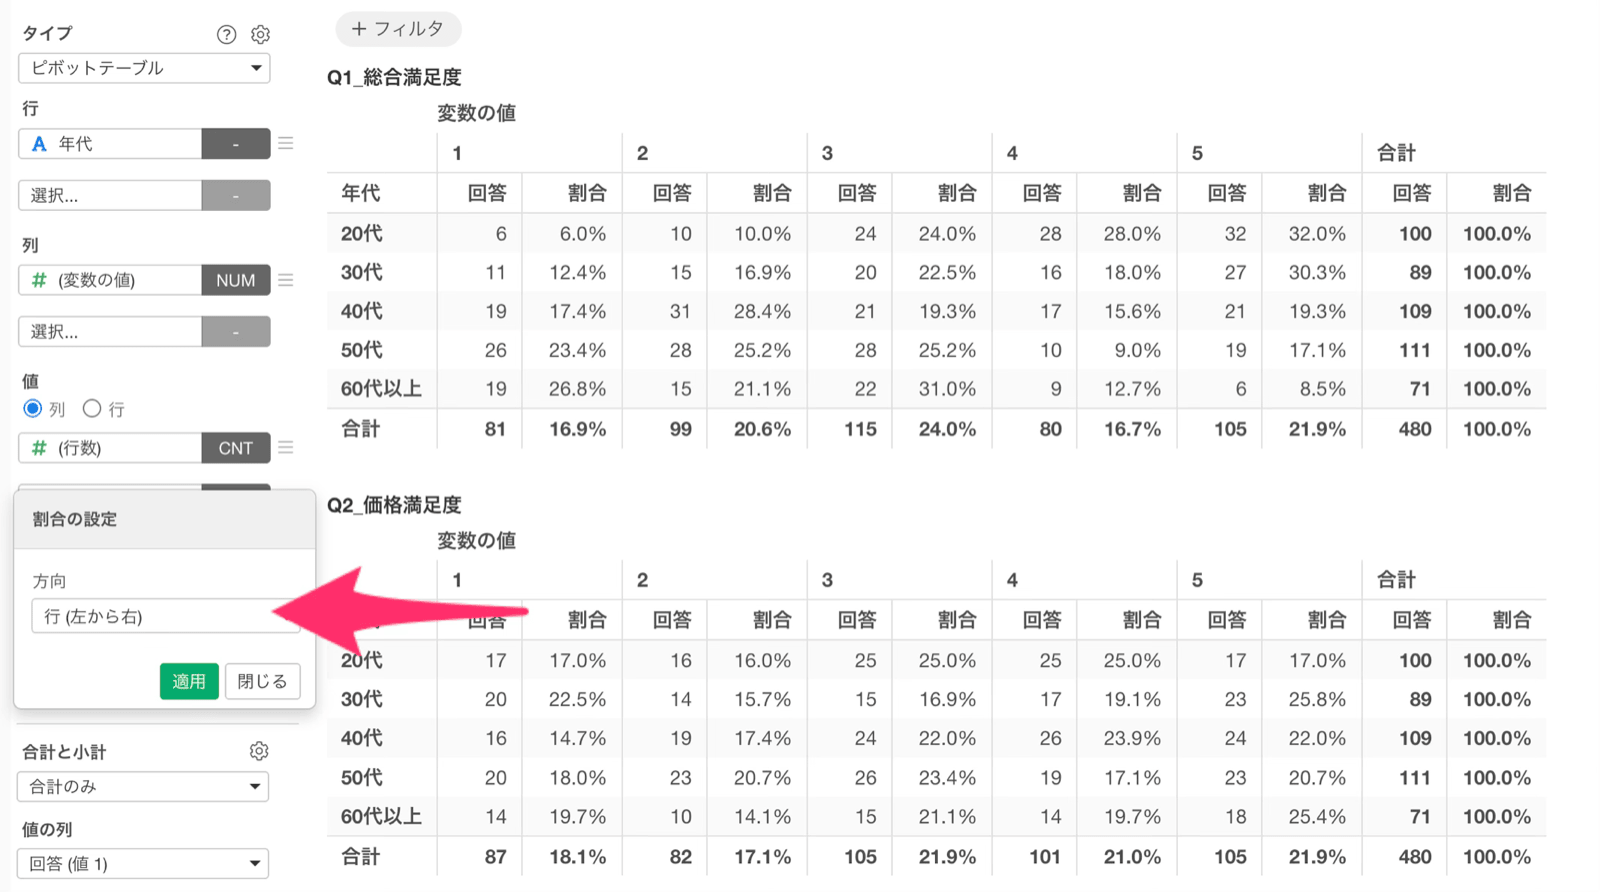 タイプ
ピボットテーブル
行
A 年代 -
選択... -
列
# (変数の値) NUM
選択... -
値
列 行
# (行数) CNT
割合の設定
方向
行 (左から右)
適用 閉じる
合計と小計
合計のみ
値の列
回答 (値 1)
+ フィルタ
Q1_総合満足度
変数の値
1 2 3 4 5 合計
年代 回答 割合 回答 割合 回答 割合 回答 割合 回答 割合 回答 割合
20代 6 6.0% 10 10.0% 24 24.0% 28 28.0% 32 32.0% 100 100.0%
30代 11 12.4% 15 16.9% 20 22.5% 16 18.0% 27 30.3% 89 100.0%
40代 19 17.4% 31 28.4% 21 19.3% 17 15.6% 21 19.3% 109 100.0%
50代 26 23.4% 28 25.2% 28 25.2% 10 9.0% 19 17.1% 111 100.0%
60代以上 19 26.8% 15 21.1% 22 31.0% 9 12.7% 6 8.5% 71 100.0%
合計 81 16.9% 99 20.6% 115 24.0% 80 16.7% 105 21.9% 480 100.0%
Q2_価格満足度
変数の値
1 2 3 4 5 合計
回答 割合 回答 割合 回答 割合 回答 割合 回答 割合 回答 割合
20代 17 17.0% 16 16.0% 25 25.0% 25 25.0% 17 17.0% 100 100.0%
30代 20 22.5% 14 15.7% 15 16.9% 17 19.1% 23 25.8% 89 100.0%
40代 16 14.7% 19 17.4% 24 22.0% 26 23.9% 24 22.0% 109 100.0%
50代 20 18.0% 23 20.7% 26 23.4% 19 17.1% 23 20.7% 111 100.0%
60代以上 14 19.7% 10 14.1% 15 21.1% 14 19.7% 18 25.4% 71 100.0%
合計 87 18.1% 82 17.1% 105 21.9% 101 21.0% 105 21.9% 480 100.0%